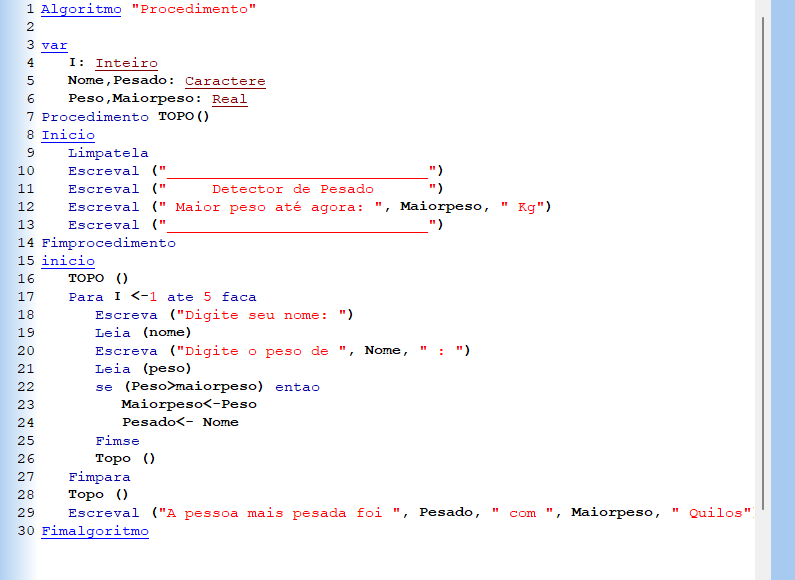 1 Algoritmo "Procedimento"
2
3 var
4 I: Inteiro
5 Nome,Pesado: Caractere
6 Peso,Maiorpeso: Real
7 Procedimento TOPO()
8 Inicio
9 Limpatela
10 Escreval ("_____________________________")
11 Escreval (" Detector de Pesado ")
12 Escreval (" Maior peso até agora: ", Maiorpeso, " Kg")
13 Escreval ("_____________________________")
14 Fimprocedimento
15 inicio
16 TOPO ()
17 Para I <-1 ate 5 faca
18 Escreva ("Digite seu nome: ")
19 Leia (nome)
20 Escreva ("Digite o peso de ", Nome, " : ")
21 Leia (peso)
22 se (Peso>maiorpeso) entao
23 Maiorpeso<-Peso
24 Pesado<- Nome
25 Fimse
26 Topo ()
27 Fimpara
28 Topo ()
29 Escreval ("A pessoa mais pesada foi ", Pesado, " com ", Maiorpeso, " Quilos"
30 Fimalgoritmo